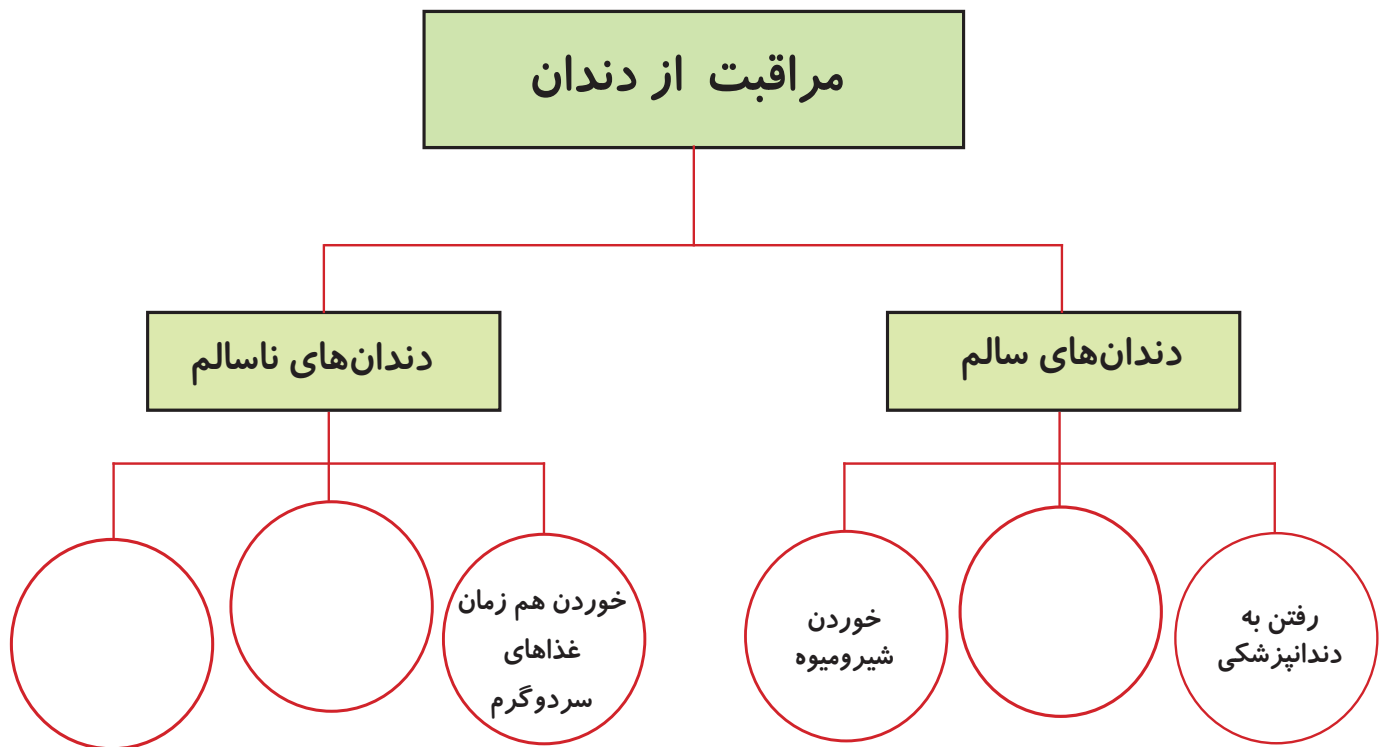 مراقبت از دندان
دندان‌های سالم
دندان‌های ناسالم
رفتن به
دندانپزشکی
خوردن
شیرومیوه
خوردن هم زمان
غذاهای
سردوگرم